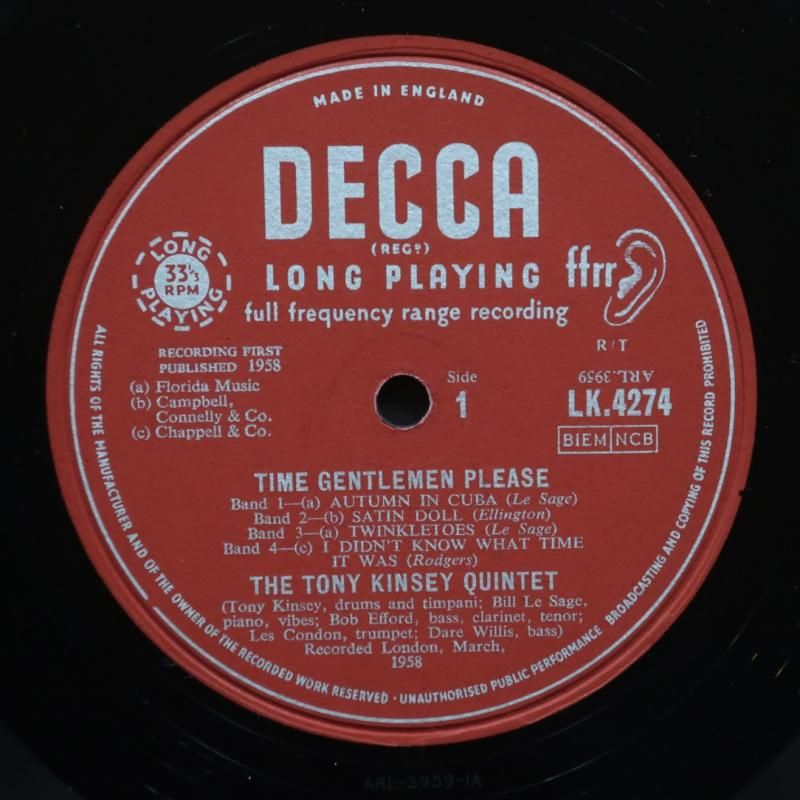 MADE IN ENGLAND
DECCA
(REGD)
LONG PLAYING
full frequency range recording
ffrr
LONG
33⅓
RPM
PLAYING
RECORDING FIRST
PUBLISHED 1958
(a) Florida Music
(b) Campbell,
Connelly & Co.
(c) Chappell & Co.
Side
1
R/T
ARL.3959
LK.4274
BIEM NCB
TIME GENTLEMEN PLEASE
Band 1—(a) AUTUMN IN CUBA (Le Sage)
Band 2—(b) SATIN DOLL (Ellington)
Band 3—(a) TWINKLETOES (Le Sage)
Band 4—(c) I DIDN'T KNOW WHAT TIME
IT WAS (Rodgers)
THE TONY KINSEY QUINTET
(Tony Kinsey, drums and timpani; Bill Le Sage,
piano, vibes; Bob Efford, bass, clarinet, tenor;
Les Condon, trumpet; Dare Willis, bass)
Recorded London, March,
1958
ALL RIGHTS OF THE MANUFACTURER AND OF THE OWNER OF THE RECORDED WORK RESERVED · UNAUTHORISED PUBLIC PERFORMANCE BROADCASTING AND COPYING OF THIS RECORD PROHIBITED
ARL-3959-1A